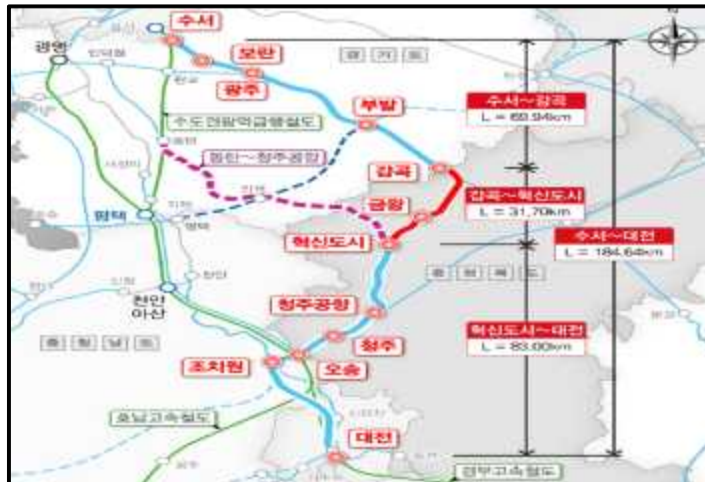 수서
모란
광주
경기도
광명
판교
부발
수서~감곡
L = 69.94km
수도권광역급행철도
동탄~청주공항
감곡
금왕
감곡~혁신도시
L = 31.70km
수서~대전
L = 184.64km
평택
안성
혁신도시
충청북도
천안
아산
청주공항
청주
충청남도
조치원
오송
혁신도시~대전
L = 83.00km
호남고속철도
대전
경부고속철도